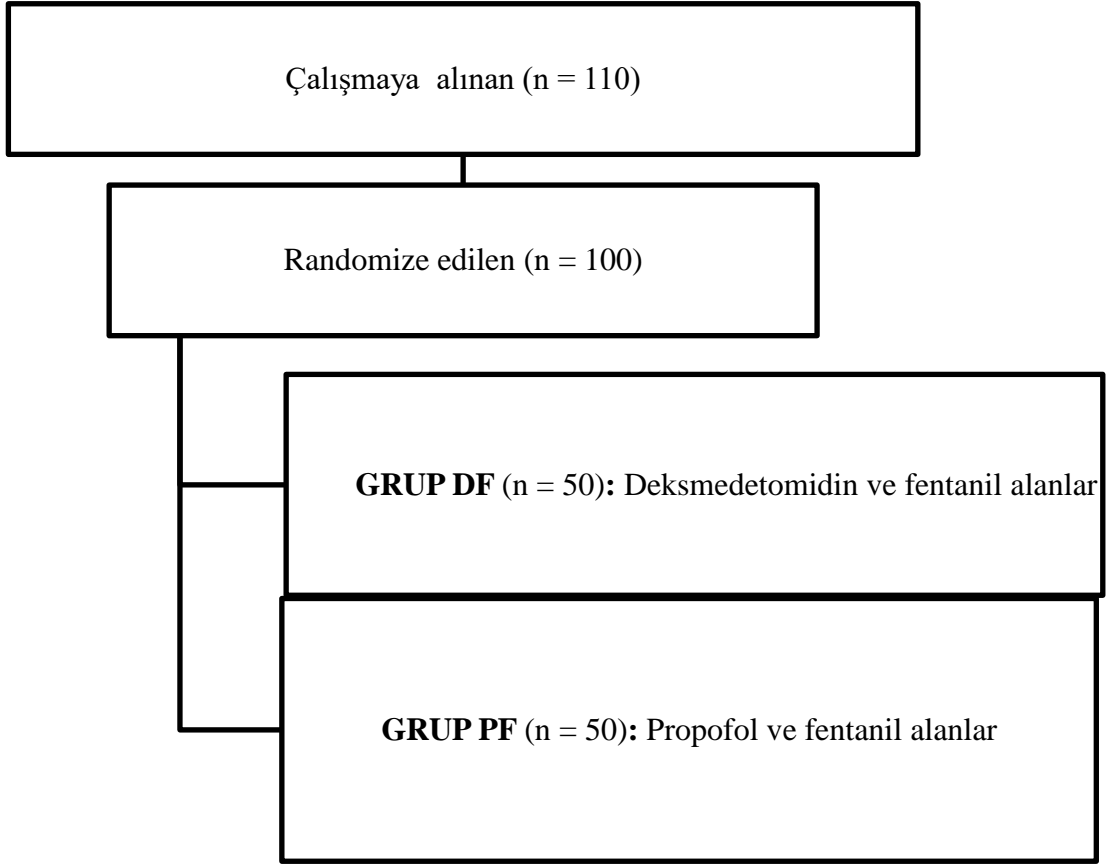 Çalışmaya alınan (n = 110)
Randomize edilen (n = 100)
GRUP DF (n = 50): Deksmedetomidin ve fentanil alanlar
GRUP PF (n = 50): Propofol ve fentanil alanlar